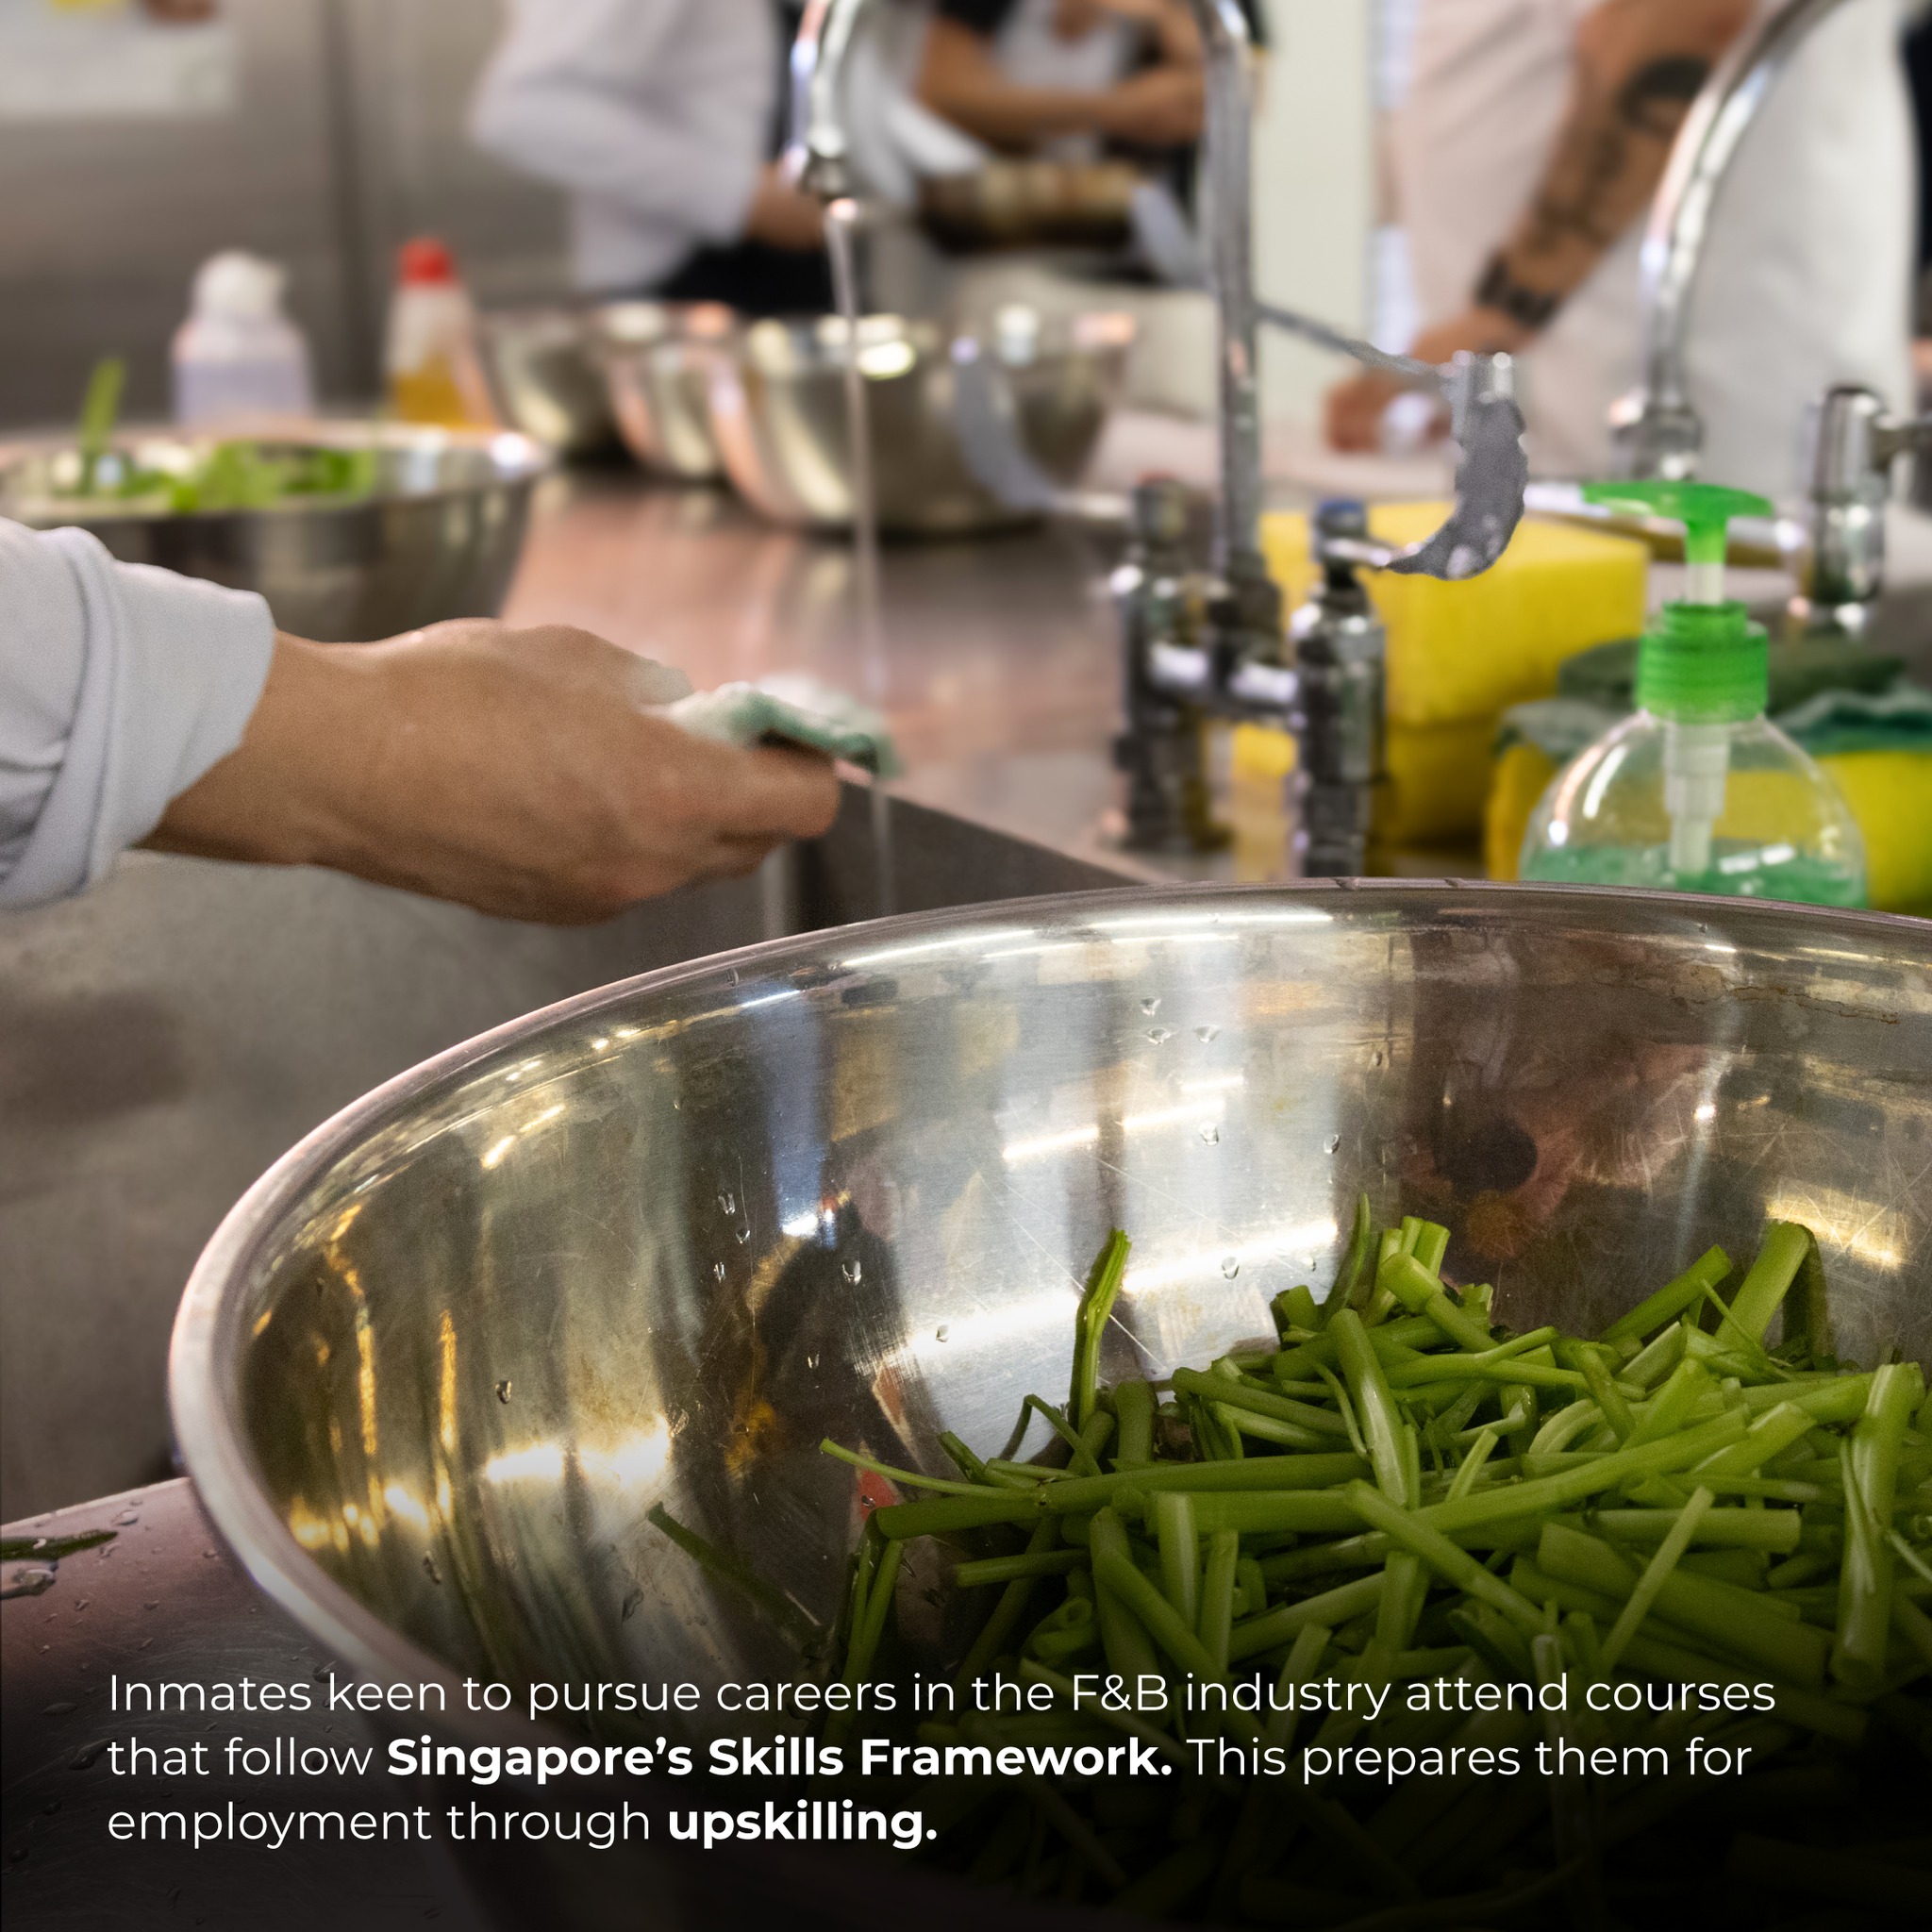 Inmates keen to pursue careers in the F&B industry attend courses
that follow Singapore’s Skills Framework. This prepares them for
employment through upskilling.